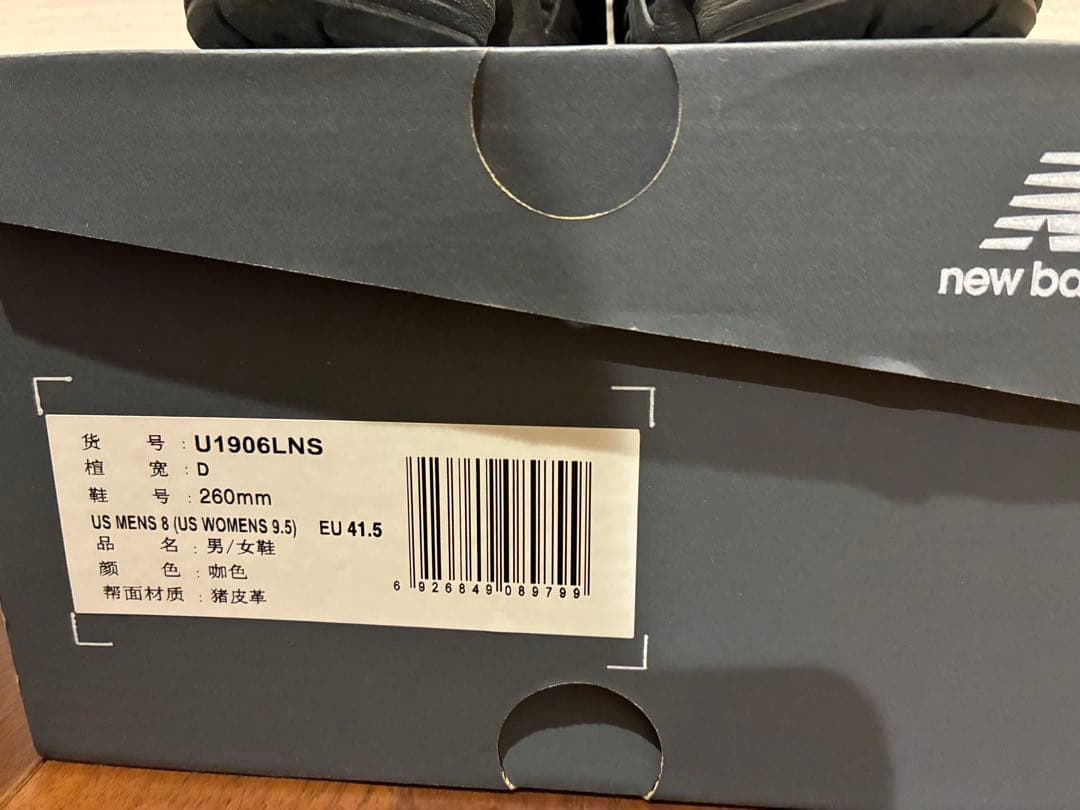 new ba
货 号 : U1906LNS
楦 宽 : D
鞋 号 : 260mm
US MENS 8 (US WOMENS 9.5) EU 41.5
品 名 : 男/女鞋
颜 色 : 咖色
帮面材质 : 猪皮革
6 926849 089799